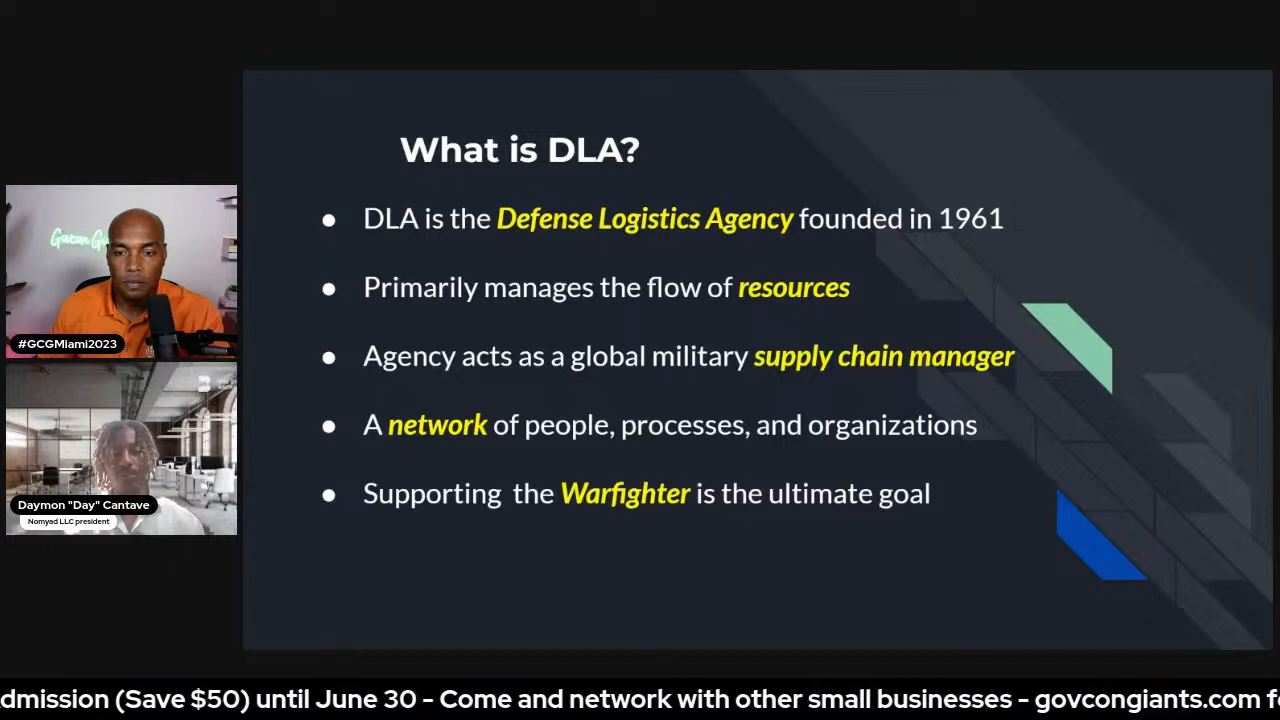 What is DLA?
● DLA is the Defense Logistics Agency founded in 1961
● Primarily manages the flow of resources
● Agency acts as a global military supply chain manager
● A network of people, processes, and organizations
● Supporting the Warfighter is the ultimate goal
Govcon
#GCGMiami2023
Daymon "Day" Cantave
Nomyad LLC president
dmission (Save $50) until June 30 - Come and network with other small businesses - govcongiants.com f